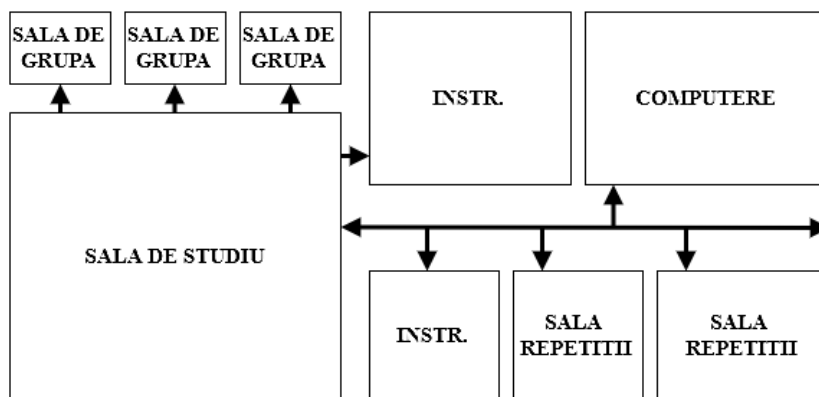 SALA DE
GRUPA
SALA DE
GRUPA
SALA DE
GRUPA
INSTR.
COMPUTERE
SALA DE STUDIU
INSTR.
SALA
REPETITII
SALA
REPETITII